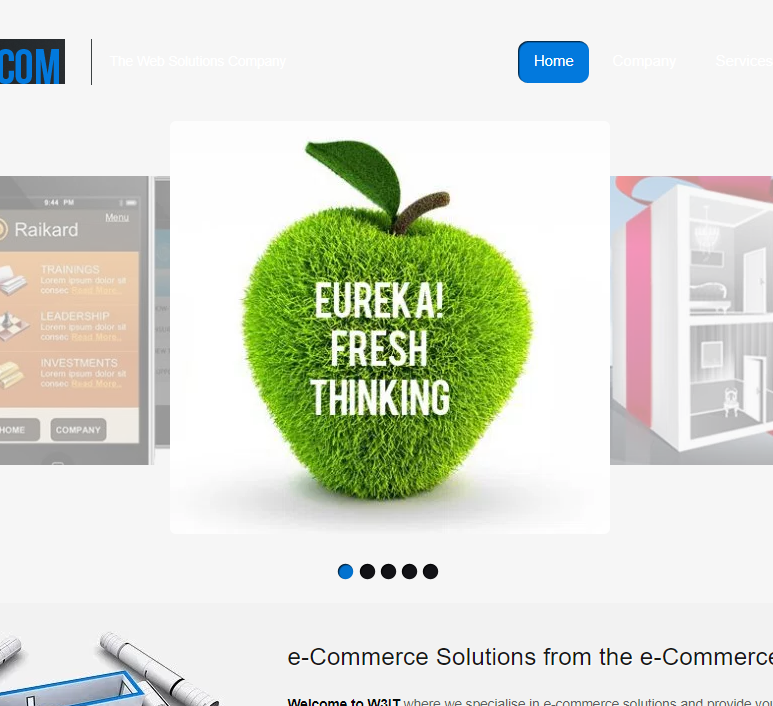 COM
The Web Solutions Company
Home
Company
Services
9:44 PM
Menu
Raikard
TRAININGS
Lorem ipsum dolor sit
consec Read More..
LEADERSHIP
Lorem ipsum dolor sit
consec Read More..
INVESTMENTS
Lorem ipsum dolor sit
consec Read More..
HOME
COMPANY
EUREKA!
FRESH
THINKING
e-Commerce Solutions from the e-Commerce
Welcome to W3IT where we specialise in e-commerce solutions and provide you